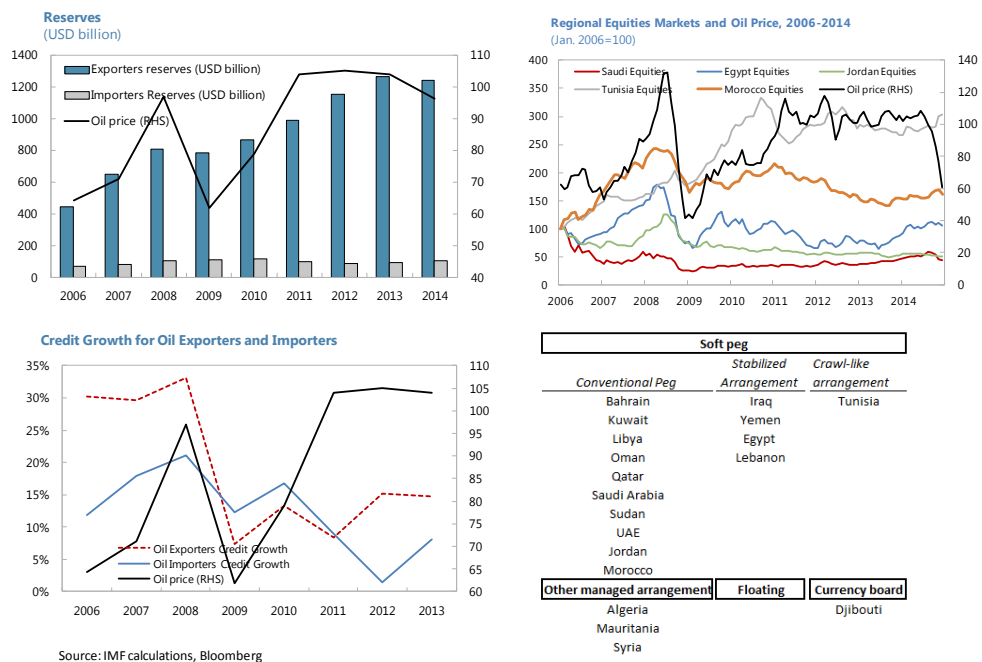 Reserves
(USD billion)
1400
1200
1000
800
600
400
200
0
110
100
90
80
70
60
50
40
Exporters reserves (USD billion)
Importers Reserves (USD billion)
Oil price (RHS)
2006 2007 2008 2009 2010 2011 2012 2013 2014
Regional Equities Markets and Oil Price, 2006-2014
(Jan. 2006=100)
400
350
300
250
200
150
100
50
0
140
120
100
80
60
40
20
0
Saudi Equities Egypt Equities Jordan Equities
Tunisia Equities Morocco Equities Oil price (RHS)
2006 2007 2008 2009 2010 2011 2012 2013 2014
Credit Growth for Oil Exporters and Importers
35%
30%
25%
20%
15%
10%
5%
0%
110
105
100
95
90
85
80
75
70
65
60
Oil Exporters Credit Growth
Oil Importers Credit Growth
Oil price (RHS)
2006 2007 2008 2009 2010 2011 2012 2013
Soft peg
Conventional Peg Stabilized Arrangement Crawl-like arrangement
Bahrain Iraq Tunisia
Kuwait Yemen
Libya Egypt
Oman Lebanon
Qatar
Saudi Arabia
Sudan
UAE
Jordan
Morocco
Other managed arrangement Floating Currency board
Algeria Djibouti
Mauritania
Syria
Source: IMF calculations, Bloomberg